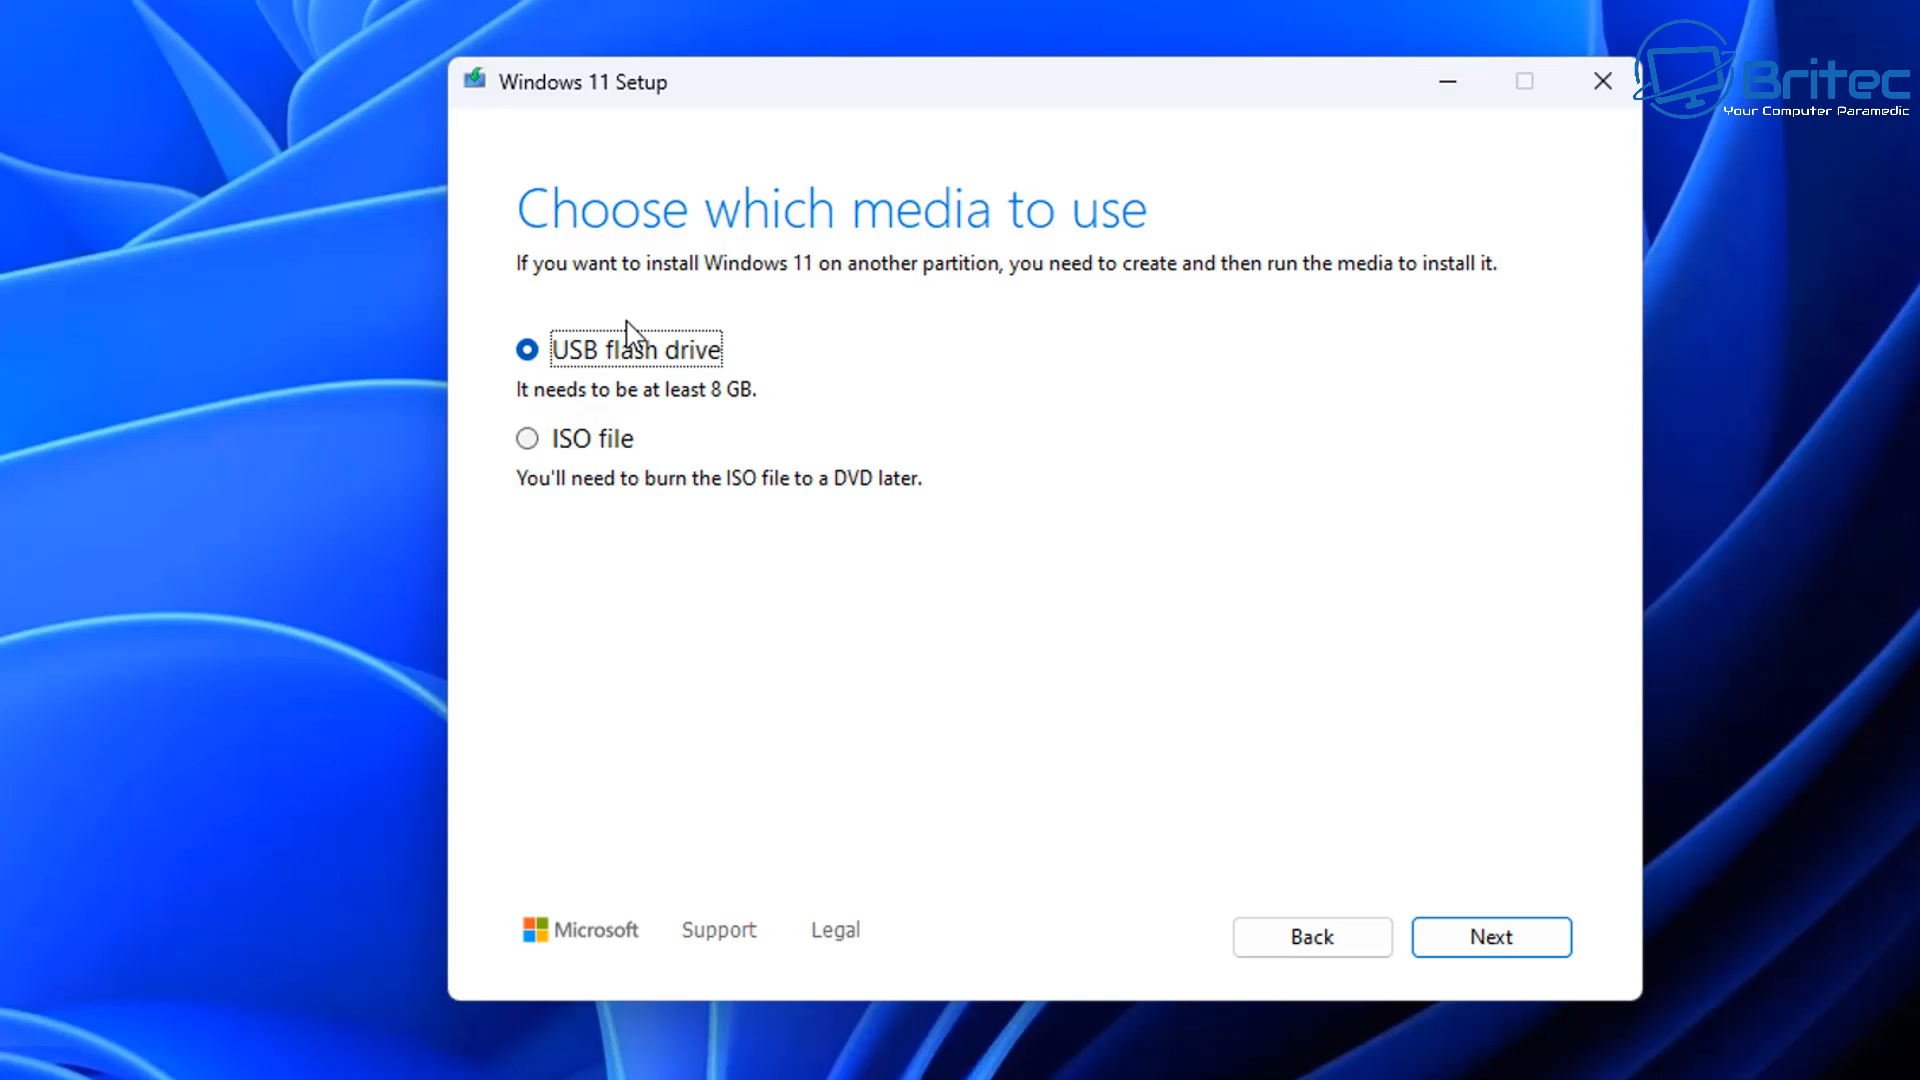 Windows 11 Setup
Britec
Your Computer Paramedic
Choose which media to use
If you want to install Windows 11 on another partition, you need to create and then run the media to install it.
USB flash drive
It needs to be at least 8 GB.
ISO file
You'll need to burn the ISO file to a DVD later.
Microsoft Support Legal Back Next